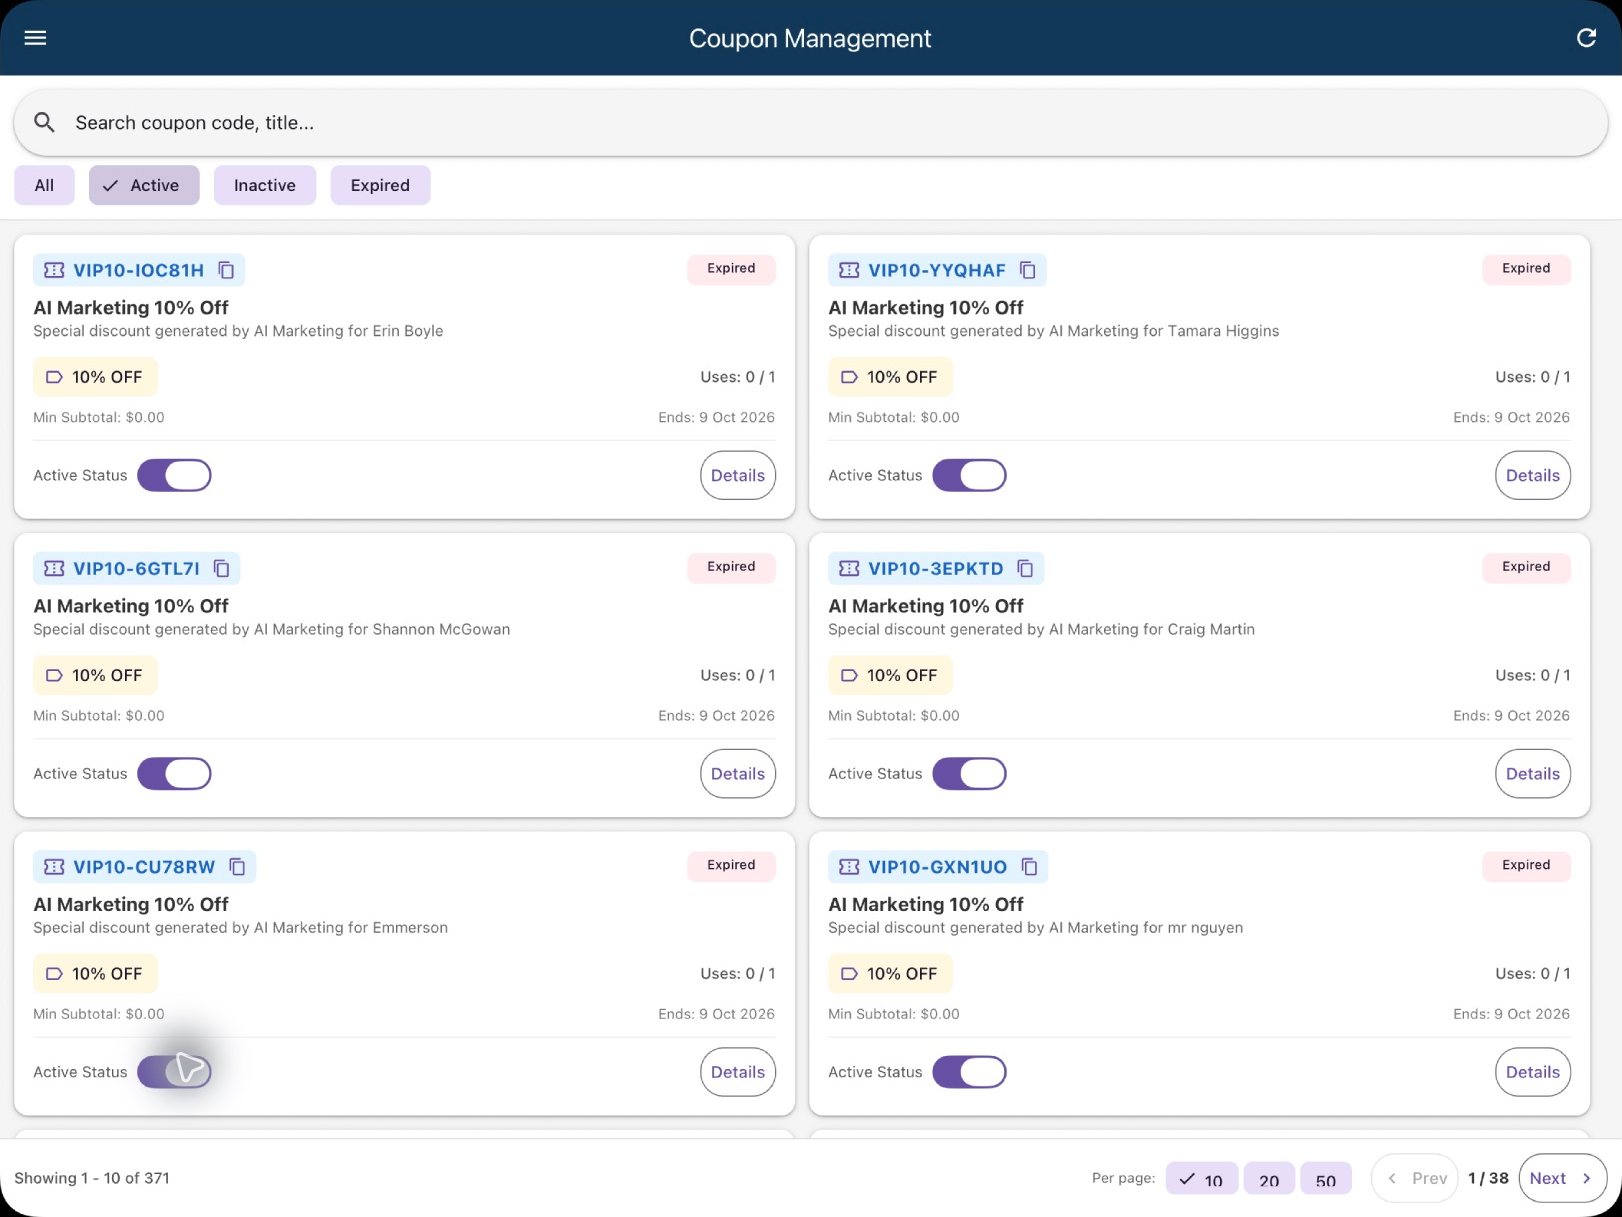 Coupon Management
Search coupon code, title...
All
Active
Inactive
Expired
VIP10-IOC81H
Expired
AI Marketing 10% Off
Special discount generated by AI Marketing for Erin Boyle
10% OFF
Uses: 0 / 1
Min Subtotal: $0.00
Ends: 9 Oct 2026
Active Status
Details
VIP10-YYQHAF
Expired
AI Marketing 10% Off
Special discount generated by AI Marketing for Tamara Higgins
10% OFF
Uses: 0 / 1
Min Subtotal: $0.00
Ends: 9 Oct 2026
Active Status
Details
VIP10-6GTL7I
Expired
AI Marketing 10% Off
Special discount generated by AI Marketing for Shannon McGowan
10% OFF
Uses: 0 / 1
Min Subtotal: $0.00
Ends: 9 Oct 2026
Active Status
Details
VIP10-3EPKTD
Expired
AI Marketing 10% Off
Special discount generated by AI Marketing for Craig Martin
10% OFF
Uses: 0 / 1
Min Subtotal: $0.00
Ends: 9 Oct 2026
Active Status
Details
VIP10-CU78RW
Expired
AI Marketing 10% Off
Special discount generated by AI Marketing for Emmerson
10% OFF
Uses: 0 / 1
Min Subtotal: $0.00
Ends: 9 Oct 2026
Active Status
Details
VIP10-GXN1UO
Expired
AI Marketing 10% Off
Special discount generated by AI Marketing for mr nguyen
10% OFF
Uses: 0 / 1
Min Subtotal: $0.00
Ends: 9 Oct 2026
Active Status
Details
Showing 1 - 10 of 371
Per page:
10
20
50
Prev
1 / 38
Next